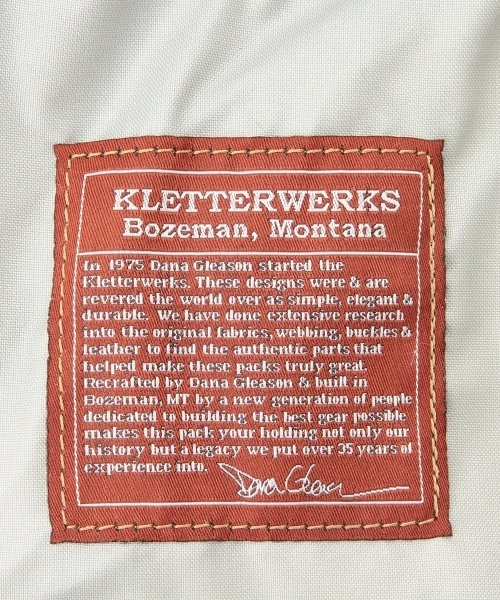 KLETTERWERKS
Bozeman, Montana
In 1975 Dana Gleason started the
Kletterwerks. These designs were & are
revered the world over as simple, elegant &
durable. We have done extensive research
into the original fabrics, webbing, buckles &
leather to find the authentic parts that
helped make these packs truly great.
Recrafted by Dana Gleason & built in
Bozeman, MT by a new generation of people
dedicated to building the best gear possible
makes this pack your holding not only our
history but a legacy we put over 35 years of
experience into.
Dana Gleason